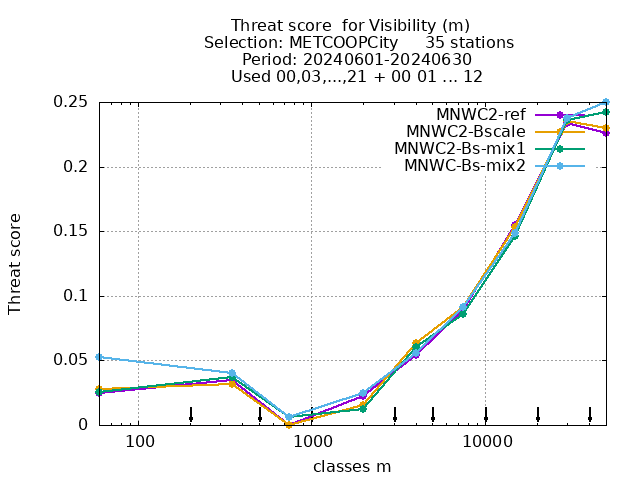 Threat score  for Visibility (m)
Selection: METCOOPCity     35 stations
Period: 20240601-20240630
Used 00,03,...,21 + 00 01 ... 12
MNWC2-ref
MNWC2-Bscale
MNWC2-Bs-mix1
MNWC-Bs-mix2
Threat score
0.25
0.2
0.15
0.1
0.05
0
100
1000
10000
classes m